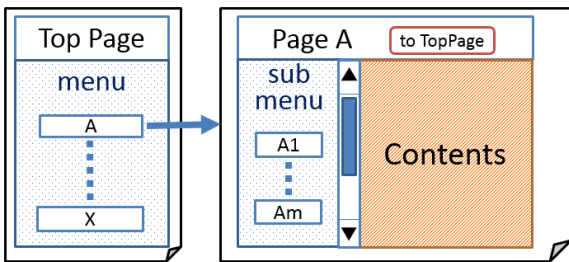 Top Page
menu
A
X
Page A
to TopPage
sub
menu
A1
Am
Contents